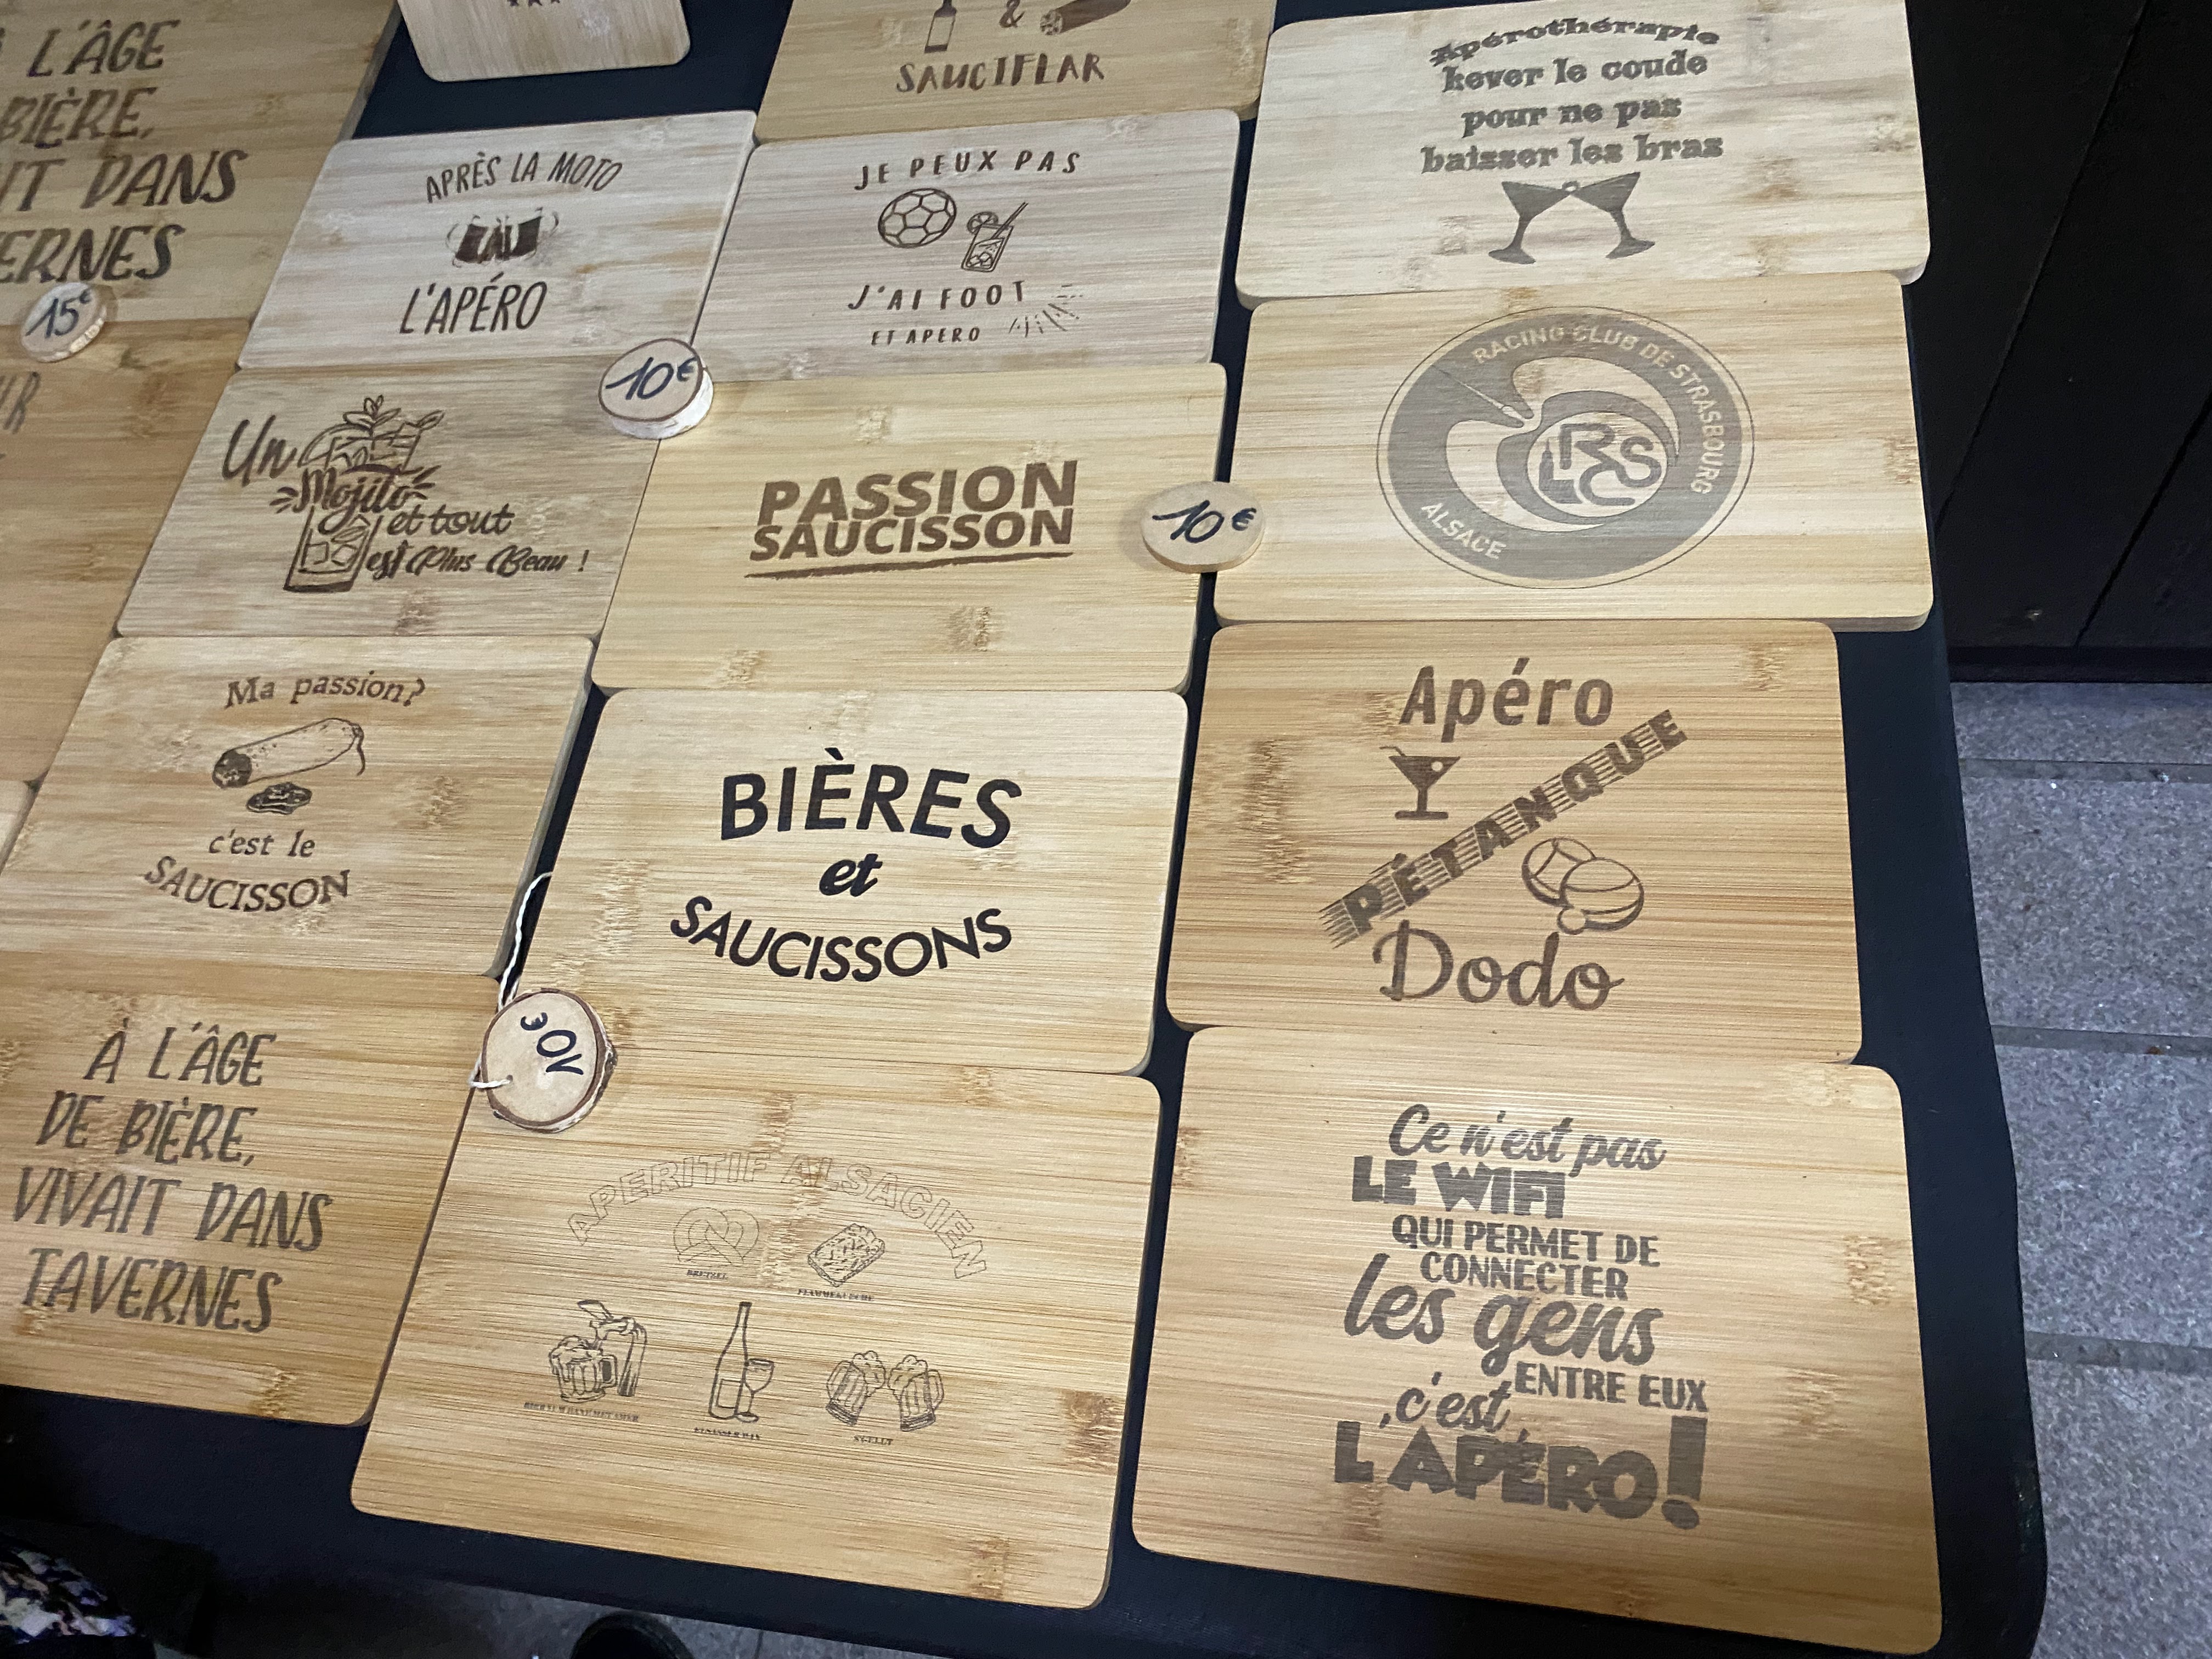 L'ÂGE
BIÈRE,
DANS
15€
&
SAUCIFLAR
Apérothérapie
lever le coude
pour ne pas
baisser les bras
APRÈS LA MOTO
L'APÉRO
10€
JE PEUX PAS
J'AI FOOT
ET APERO
Un
Mojito
et tout
est Plus Beau !
PASSION
SAUCISSON
10€
RACING CLUB DE STRASBOURG
RCS
ALSACE
Ma passion?
c'est le
SAUCISSON
BIÈRES
et
SAUCISSONS
10€
Apéro
PÉTANQUE
Dodo
À L'ÂGE
DE BIÈRE,
VIVAIT DANS
TAVERNES
APERITIF ALSACIEN
BRETZEL
Ce n'est pas
LE WIFI
QUI PERMET DE
CONNECTER
les gens
ENTRE EUX
c'est
L'APÉRO!